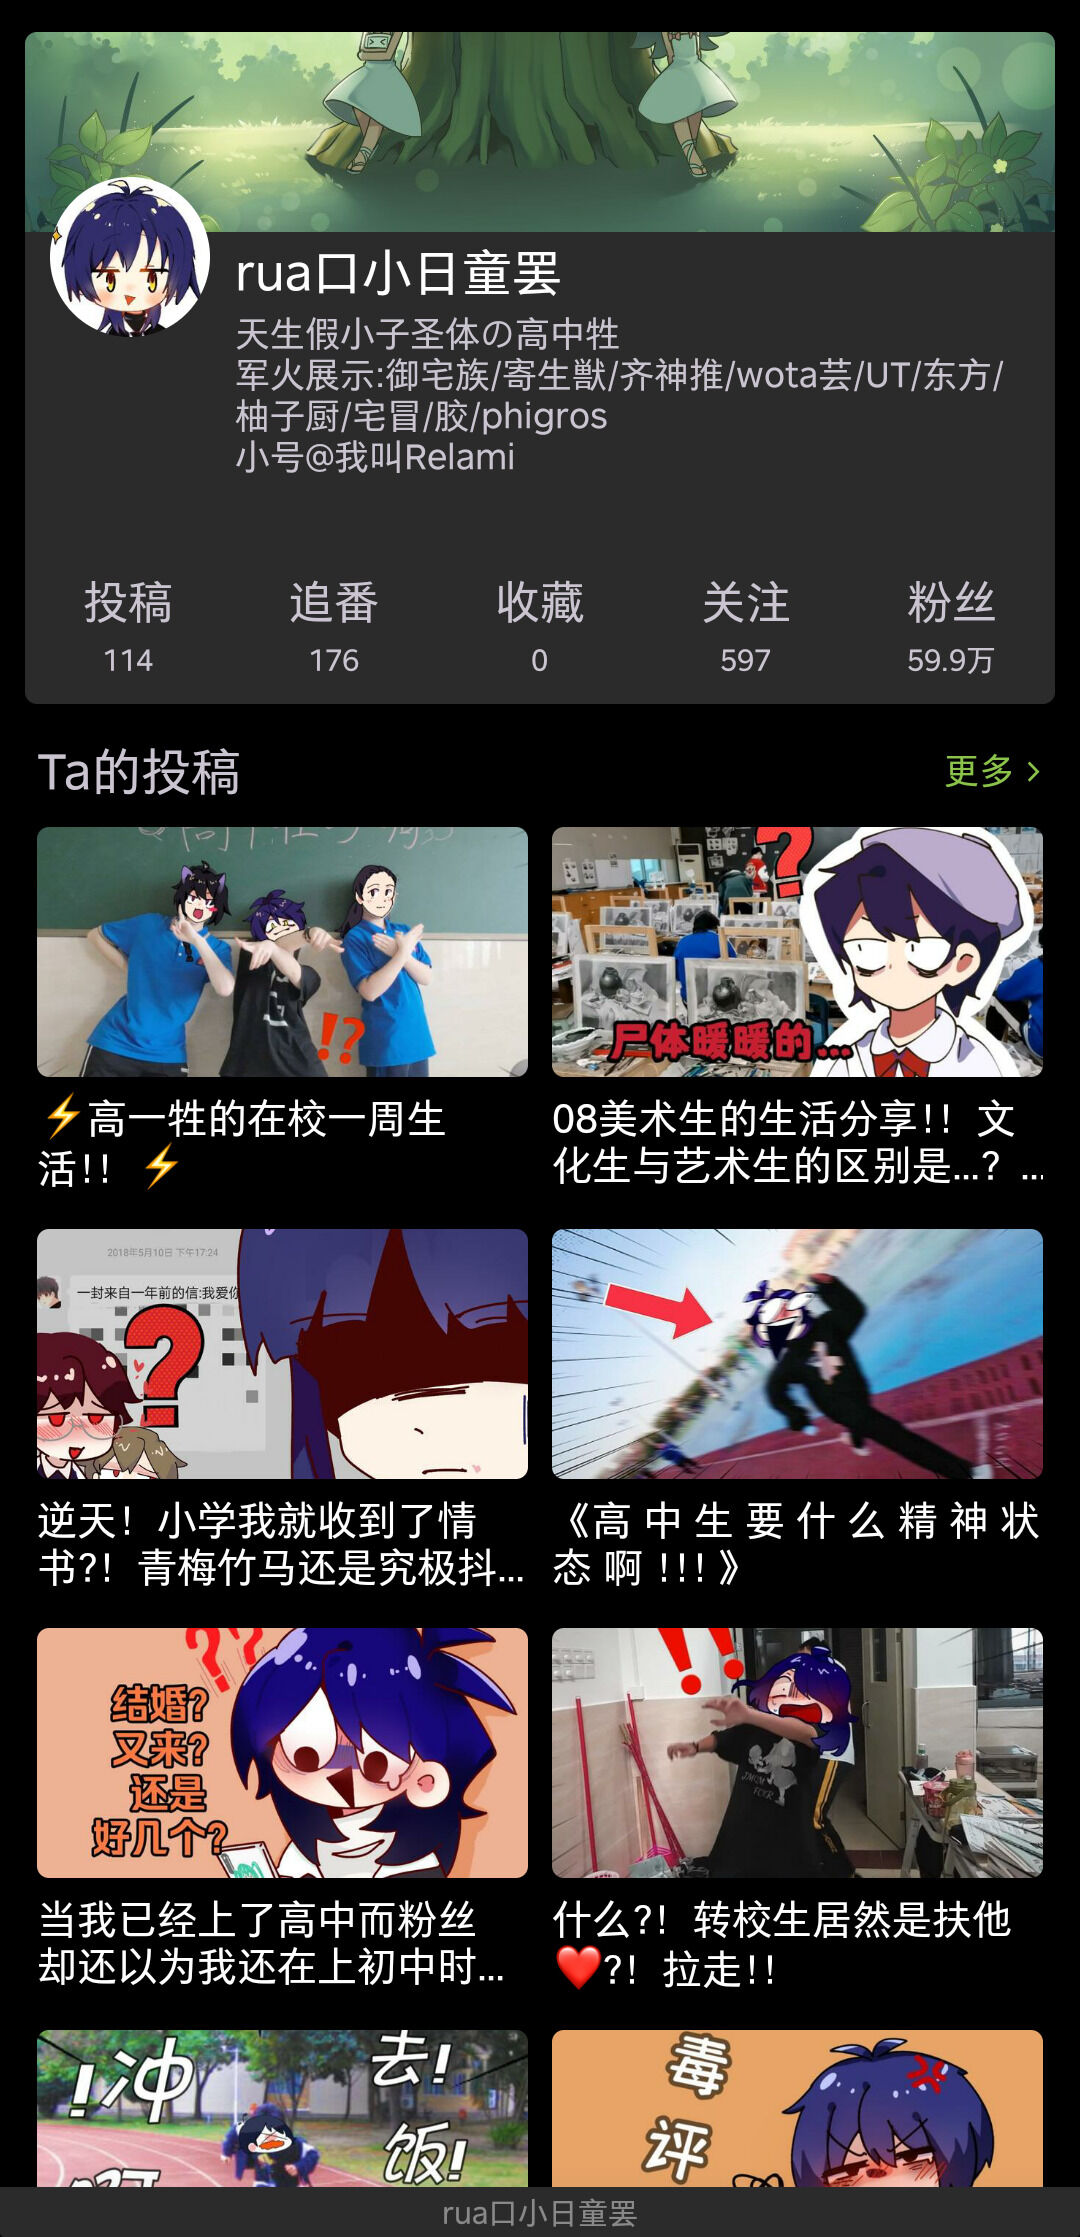 rua口小日童罢
天生假小子圣体の高中牲
军火展示:御宅族/寄生獣/齐神推/wota芸/UT/东方/
柚子厨/宅冒/胶/phigros
小号@我叫Relami
投稿 追番 收藏 关注 粉丝
114 176 0 597 59.9万
Ta的投稿 更多 >
⁉
?
尸体暖暖的...
⚡高一牲的在校一周生
活!! ⚡
08美术生的生活分享!! 文
化生与艺术生的区别是...? ...
2018年5月10日 下午17:24
一封来自一年前的信:我爱你
?
逆天! 小学我就收到了情
书?! 青梅竹马还是究极抖...
《高 中 生 要 什 么 精 神 状
态 啊 !!! 》
??
结婚?
又来?
还是
好几个?
!!
当我已经上了高中而粉丝
却还以为我还在上初中时...
什么?! 转校生居然是扶他
❤?! 拉走!!
!冲 去!
饭!
毒
评
rua口小日童罢